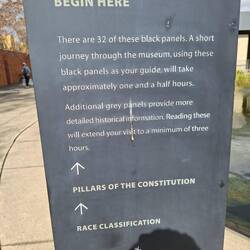 BEGIN HERE
There are 32 of these black panels. A short
journey through the museum, using these
black panels as your guide, will take
approximately one and a half hours.
Additional grey panels provide more
detailed historical information. Reading these
will extend your visit to a minimum of three
hours.
PILLARS OF THE CONSTITUTION
RACE CLASSIFICATION